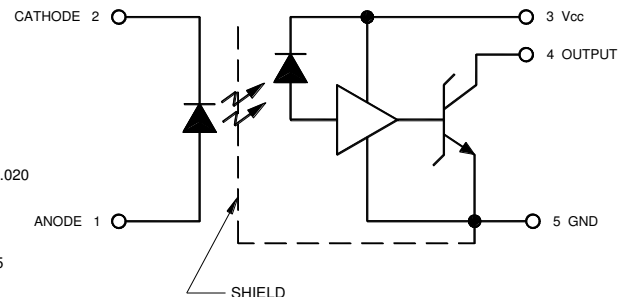 CATHODE 2
3 Vcc
4 OUTPUT
.020
ANODE 1
5 GND
5
SHIELD